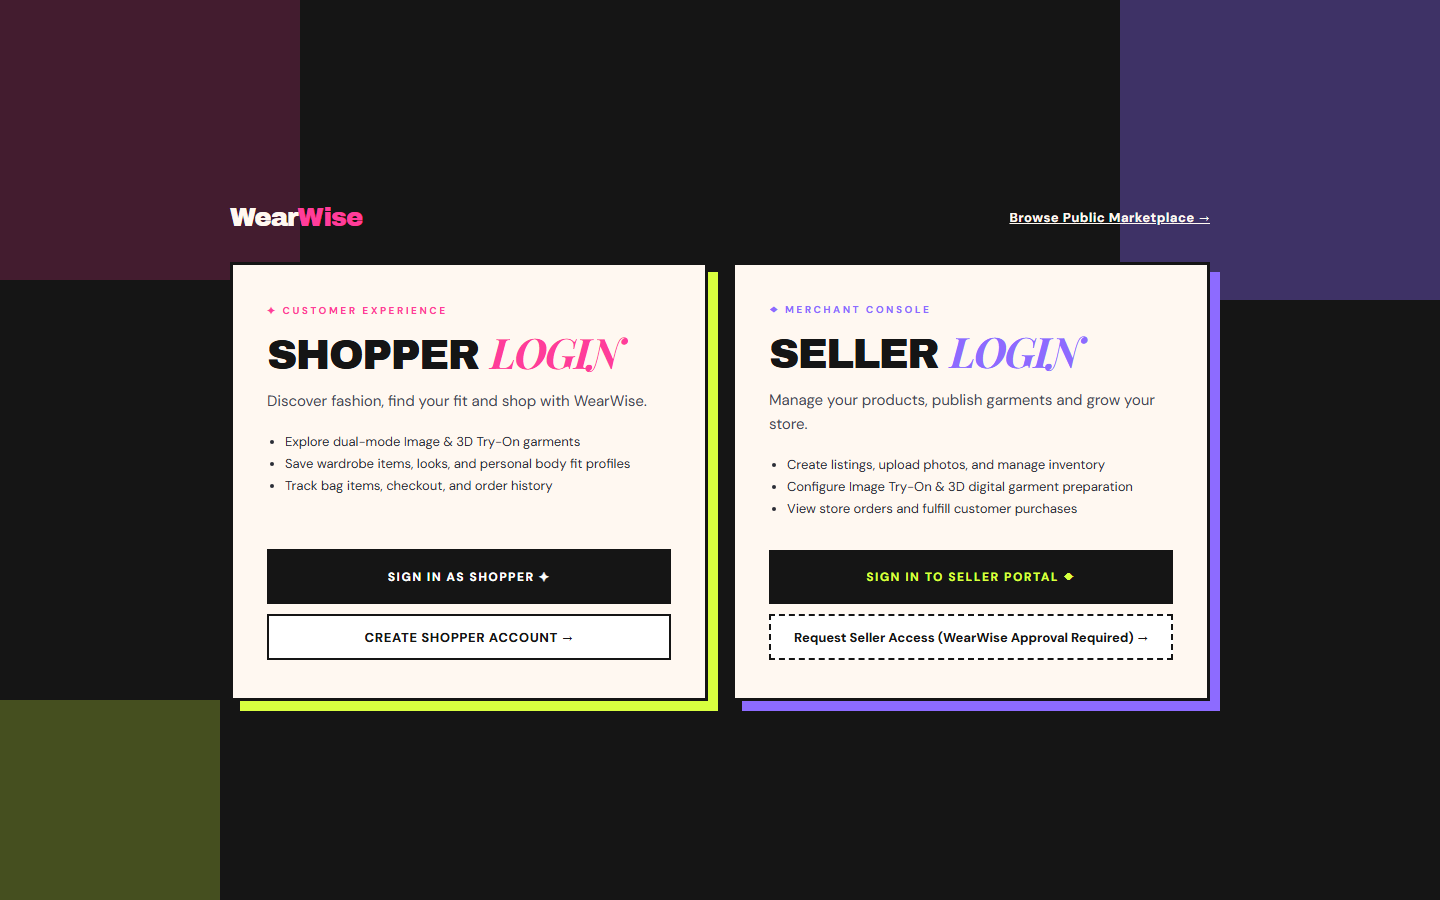 WearWise
Browse Public Marketplace →
✦ CUSTOMER EXPERIENCE
SHOPPER LOGIN
Discover fashion, find your fit and shop with WearWise.
• Explore dual-mode Image & 3D Try-On garments
• Save wardrobe items, looks, and personal body fit profiles
• Track bag items, checkout, and order history
SIGN IN AS SHOPPER ✦
CREATE SHOPPER ACCOUNT →
⬥ MERCHANT CONSOLE
SELLER LOGIN
Manage your products, publish garments and grow your
store.
• Create listings, upload photos, and manage inventory
• Configure Image Try-On & 3D digital garment preparation
• View store orders and fulfill customer purchases
SIGN IN TO SELLER PORTAL ⬥
Request Seller Access (WearWise Approval Required) →